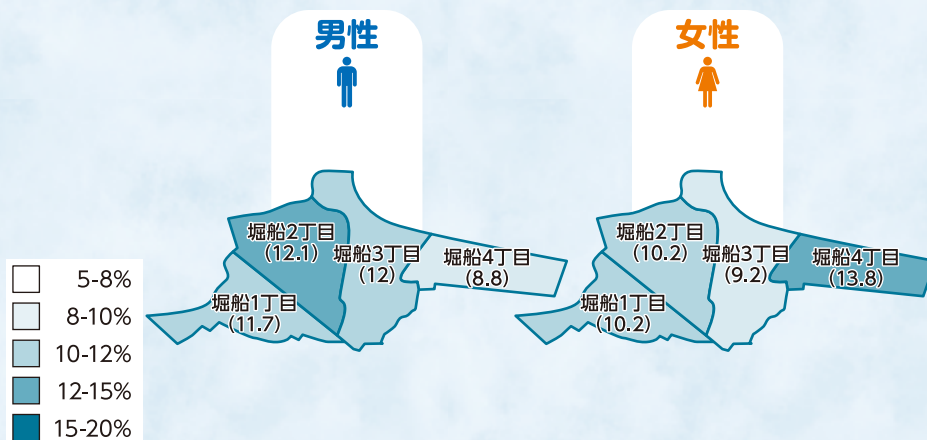 男性
女性
堀船2丁目
(12.1)
堀船3丁目
(12)
堀船4丁目
(8.8)
堀船1丁目
(11.7)
堀船2丁目
(10.2)
堀船3丁目
(9.2)
堀船4丁目
(13.8)
堀船1丁目
(10.2)
5-8%
8-10%
10-12%
12-15%
15-20%